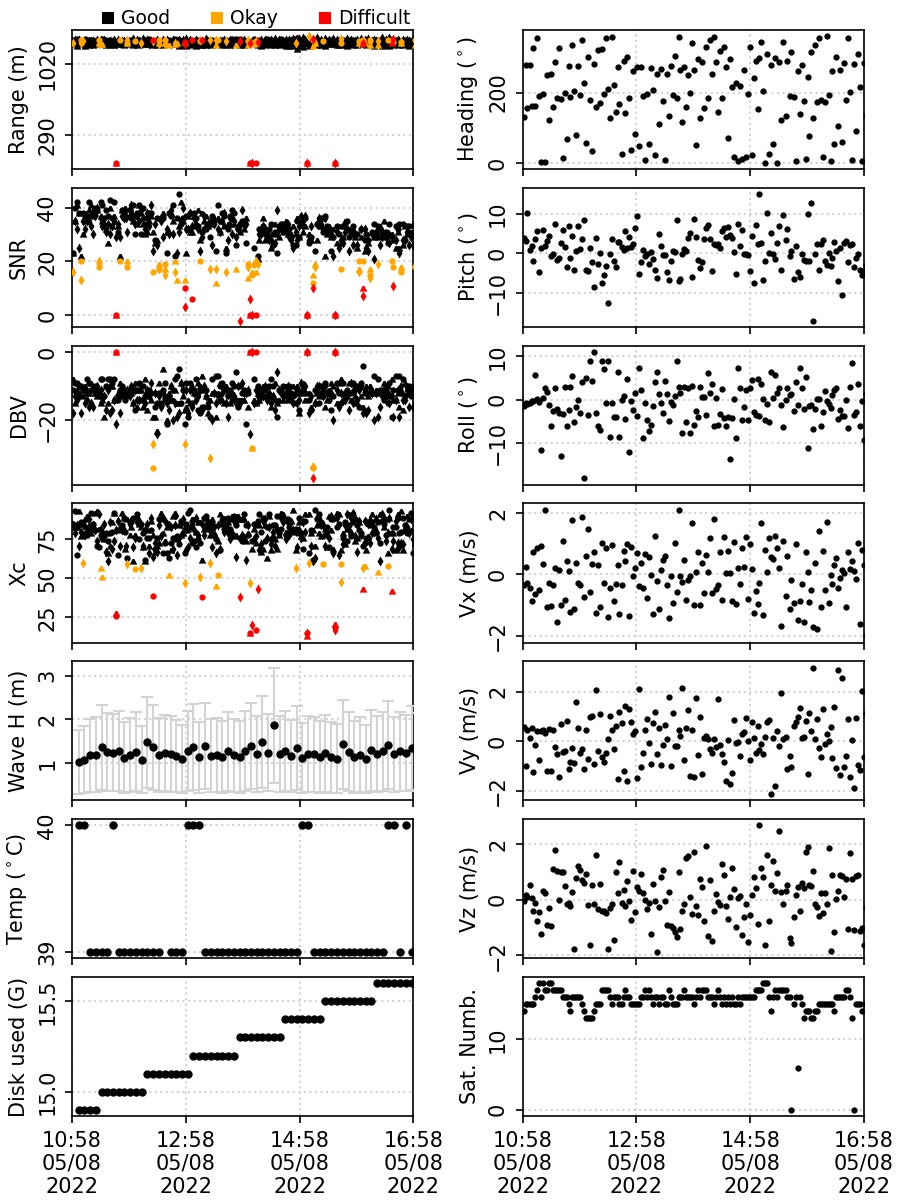 Good Okay Difficult
Range (m)
1020
290
SNR
40
20
0
DBV
0
−20
Xc
75
50
25
Wave H (m)
3
2
1
Temp (°C)
40
39
Disk used (G)
15.5
15.0
10:58 12:58 14:58 16:58
05/08 05/08 05/08 05/08
2022 2022 2022 2022
Heading (°)
200
0
Pitch (°)
10
0
−10
Roll (°)
10
0
−10
Vx (m/s)
2
0
−2
Vy (m/s)
2
0
−2
Vz (m/s)
2
0
−2
Sat. Numb.
10
0
10:58 12:58 14:58 16:58
05/08 05/08 05/08 05/08
2022 2022 2022 2022